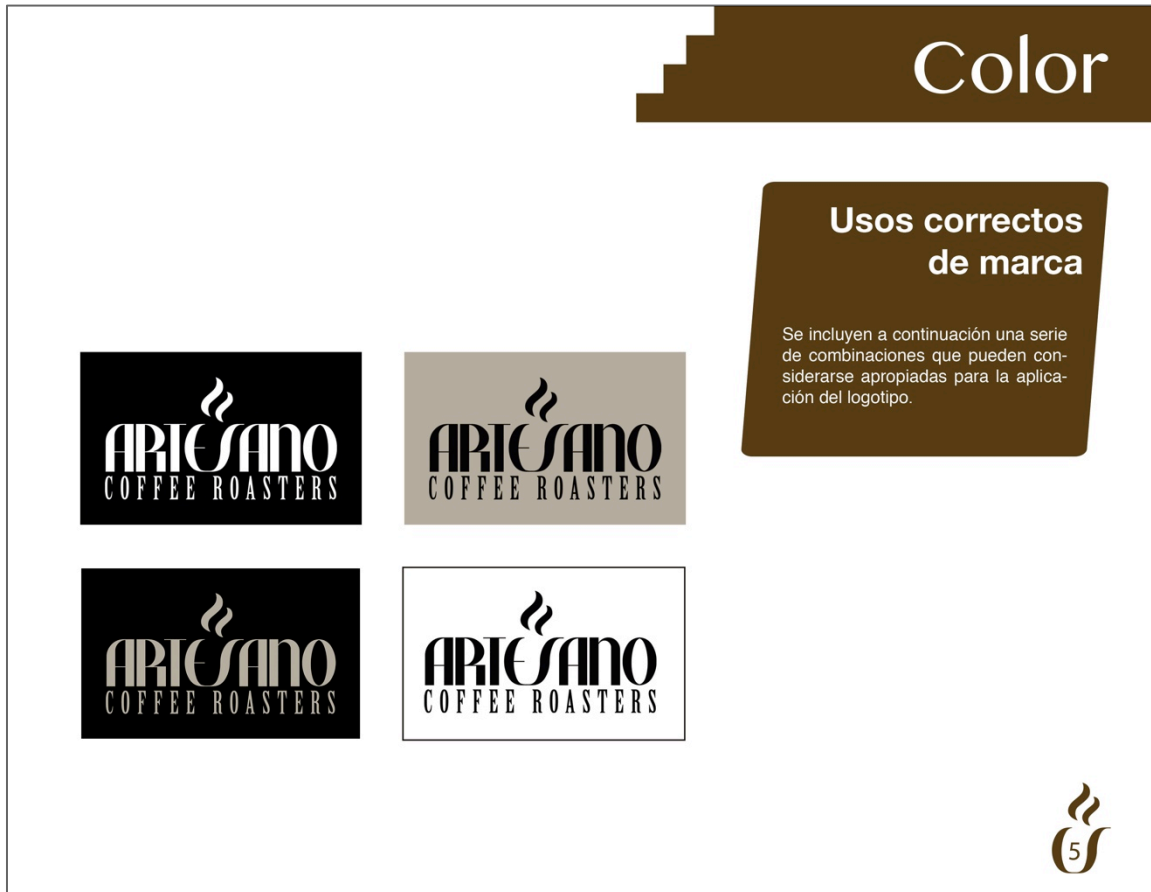 Color
Usos correctos
de marca
Se incluyen a continuación una serie
de combinaciones que pueden con-
siderarse apropiadas para la aplica-
ción del logotipo.
ARTESANO
COFFEE ROASTERS
ARTESANO
COFFEE ROASTERS
ARTESANO
COFFEE ROASTERS
ARTESANO
COFFEE ROASTERS
5